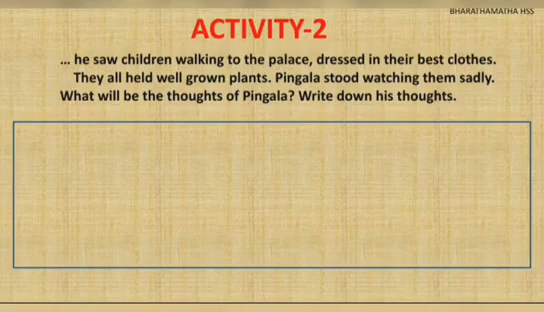 BHARATHAMATHA HSS
ACTIVITY-2
... he saw children walking to the palace, dressed in their best clothes.
They all held well grown plants. Pingala stood watching them sadly.
What will be the thoughts of Pingala? Write down his thoughts.